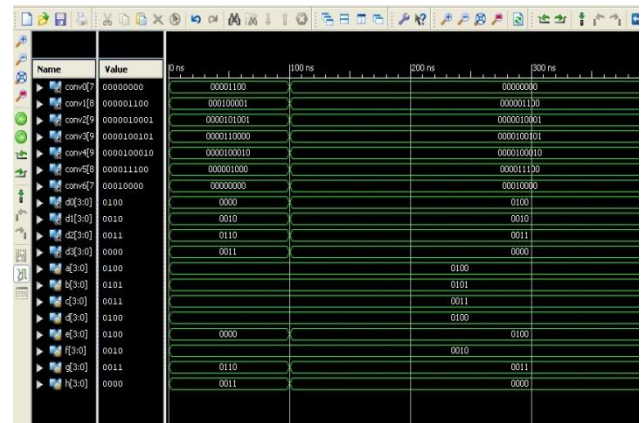 Name Value 0 ns 100 ns 200 ns 300 ns
conv0[7 00000000 00001100 00000000
conv1[8 000001100 000100001 000001100
conv2[9 0000010001 0000101001 0000010001
conv3[9 0000100101 0000110000 0000100101
conv4[9 0000100010 0000100010 0000100010
conv5[8 000011100 000001000 000011100
conv6[7 00010000 00000000 00010000
d0[3:0] 0100 0000 0100
d1[3:0] 0010 0010 0010
d2[3:0] 0011 0110 0011
d3[3:0] 0000 0011 0000
a[3:0] 0100 0100
b[3:0] 0101 0101
c[3:0] 0011 0011
d[3:0] 0100 0100
e[3:0] 0100 0000 0100
f[3:0] 0010 0010
g[3:0] 0011 0110 0011
h[3:0] 0000 0011 0000